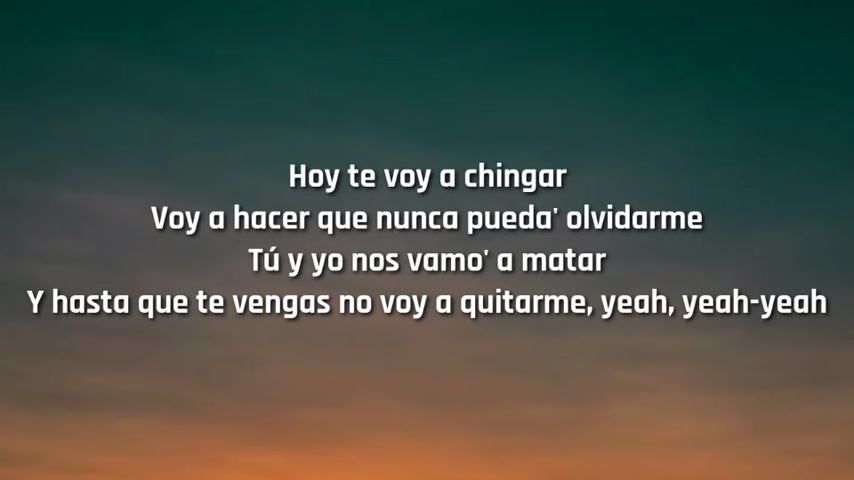 Hoy te voy a chingar
Voy a hacer que nunca pueda' olvidarme
Tú y yo nos vamo' a matar
Y hasta que te vengas no voy a quitarme, yeah, yeah-yeah